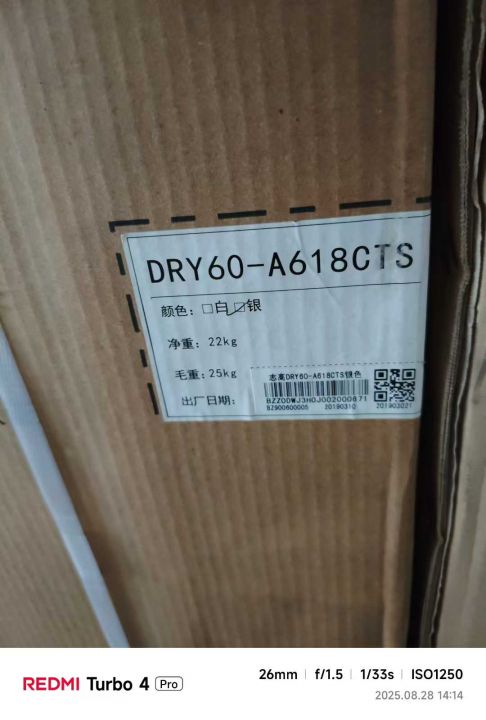 DRY60-A618CTS
颜色：□白☑银
净重：22kg
毛重：25kg
志高DRY60-A618CTS银色
出厂日期：
BZZ00WJ3H0J002000671
BZ900600005 20190310 201903021
REDMI Turbo 4 Pro
26mm | f/1.5 | 1/33s | ISO1250
2025.08.28 14:14